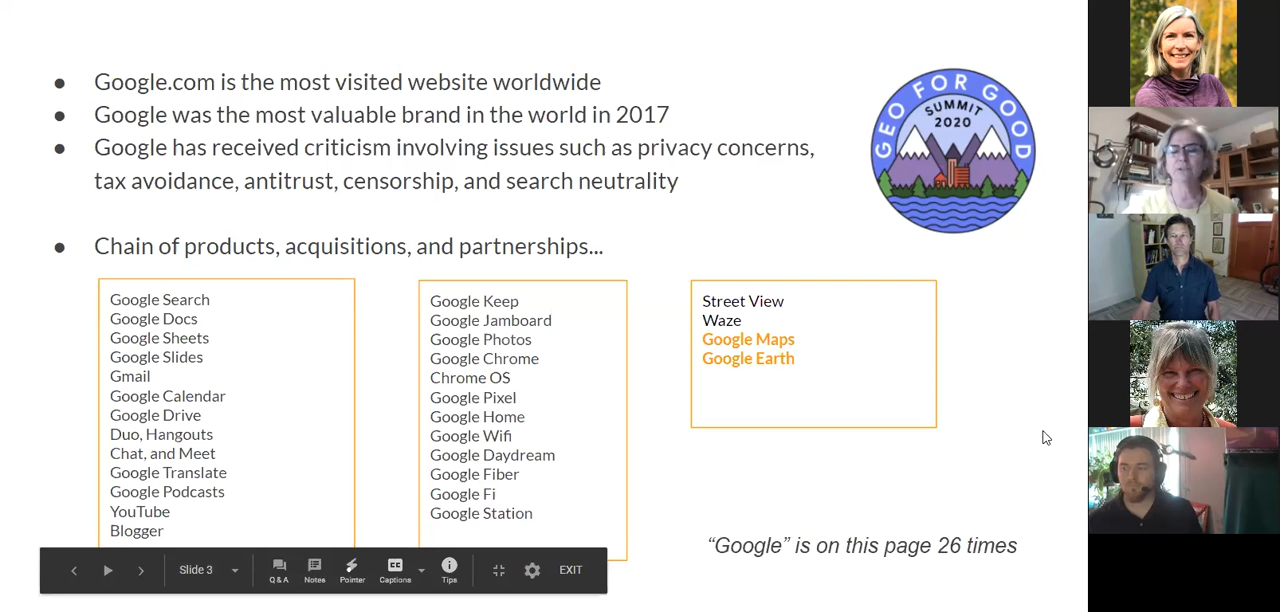 Google.com is the most visited website worldwide
Google was the most valuable brand in the world in 2017
Google has received criticism involving issues such as privacy concerns,
tax avoidance, antitrust, censorship, and search neutrality
GEO FOR GOOD
SUMMIT
2020
Chain of products, acquisitions, and partnerships...
Google Search
Google Docs
Google Sheets
Google Slides
Gmail
Google Calendar
Google Drive
Duo, Hangouts
Chat, and Meet
Google Translate
Google Podcasts
YouTube
Blogger
Google Keep
Google Jamboard
Google Photos
Google Chrome
Chrome OS
Google Pixel
Google Home
Google Wifi
Google Daydream
Google Fiber
Google Fi
Google Station
Street View
Waze
Google Maps
Google Earth
“Google” is on this page 26 times
Slide 3
Q & A
Notes
Pointer
CC
Captions
Tips
EXIT